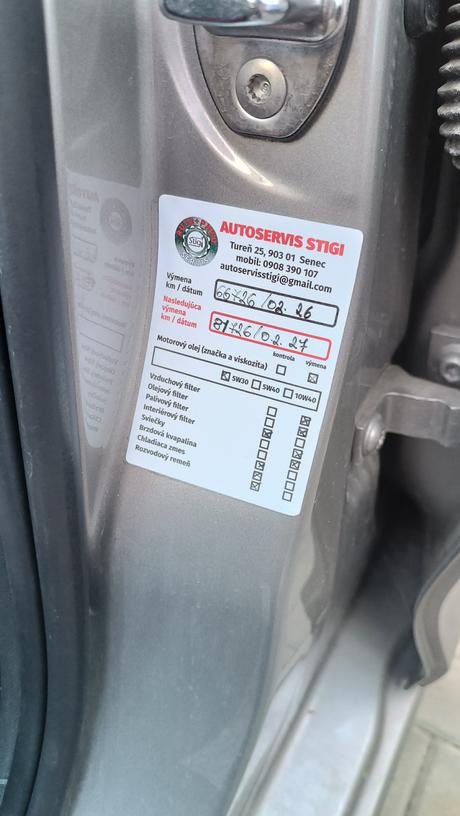 STIGI
AUTOSERVIS STIGI
Tureň 25, 903 01 Senec
mobil: 0908 390 107
autoservisstigi@gmail.com
Výmena
km / dátum
66726/02.26
Nasledujúca
výmena
km / dátum
81726/02.27
kontrola výmena
Motorový olej (značka a viskozita)
5W30 5W40 10W40
Vzduchový filter
Olejový filter
Palivový filter
Interiérový filter
Sviečky
Brzdová kvapalina
Chladiaca zmes
Rozvodový remeň